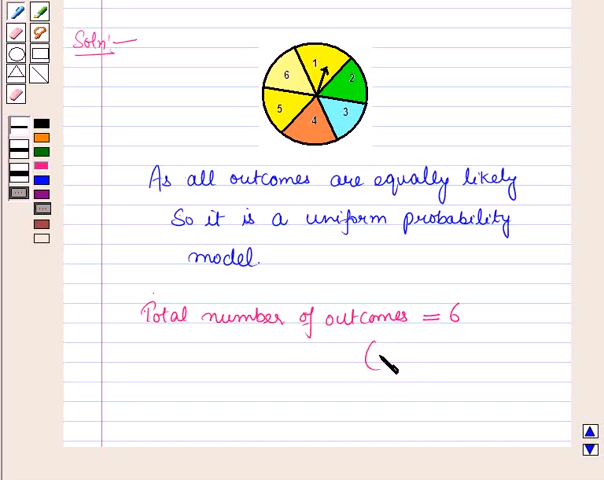 Soln:-
1
6
2
5
3
4
As all outcomes are equally likely
So it is a uniform probability
model.
Total number of outcomes = 6
(